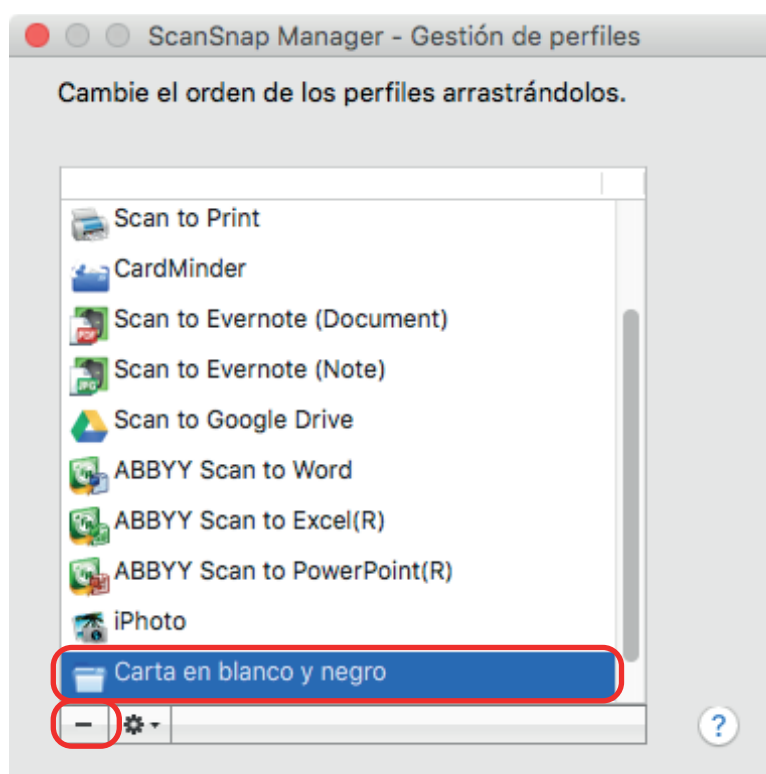 ScanSnap Manager - Gestión de perfiles
Cambie el orden de los perfiles arrastrándolos.
Scan to Print
CardMinder
Scan to Evernote (Document)
Scan to Evernote (Note)
Scan to Google Drive
ABBYY Scan to Word
ABBYY Scan to Excel(R)
ABBYY Scan to PowerPoint(R)
iPhoto
Carta en blanco y negro
?